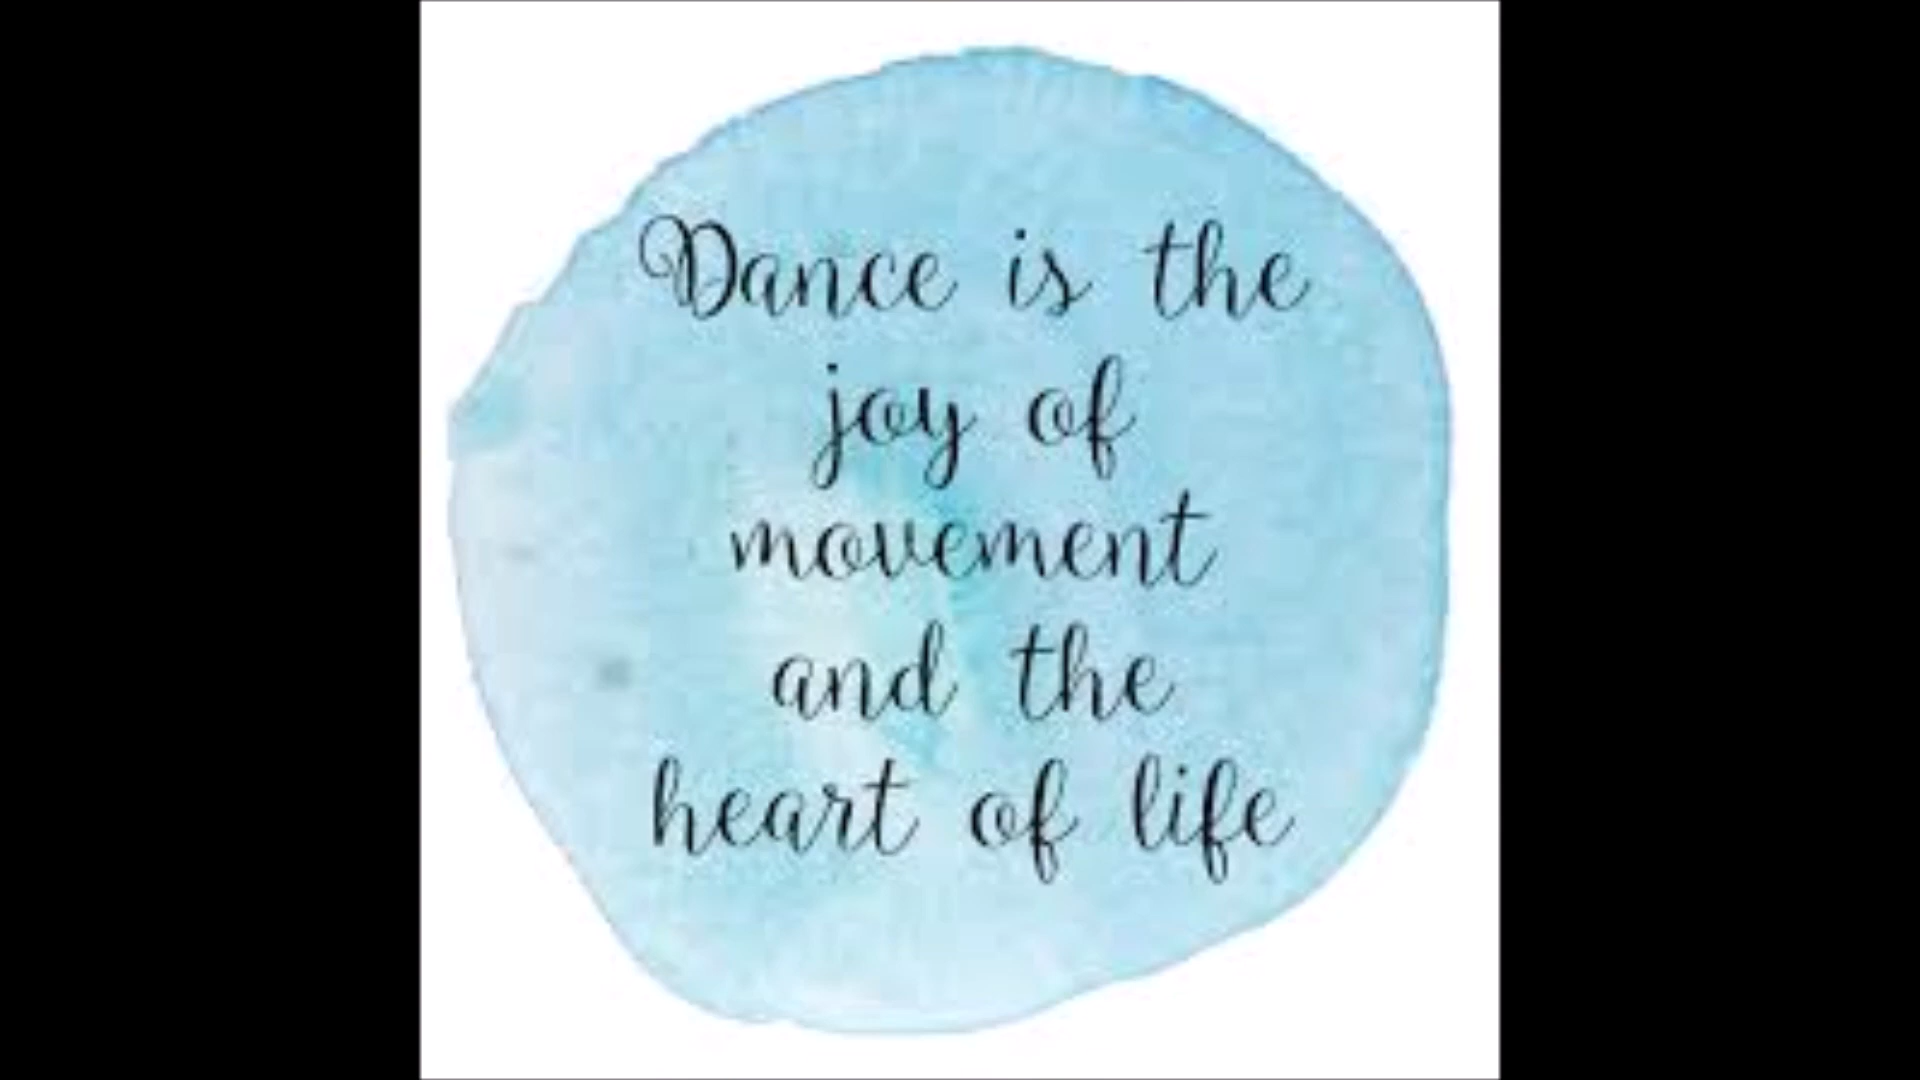 Dance is the
joy of
movement
and the
heart of life